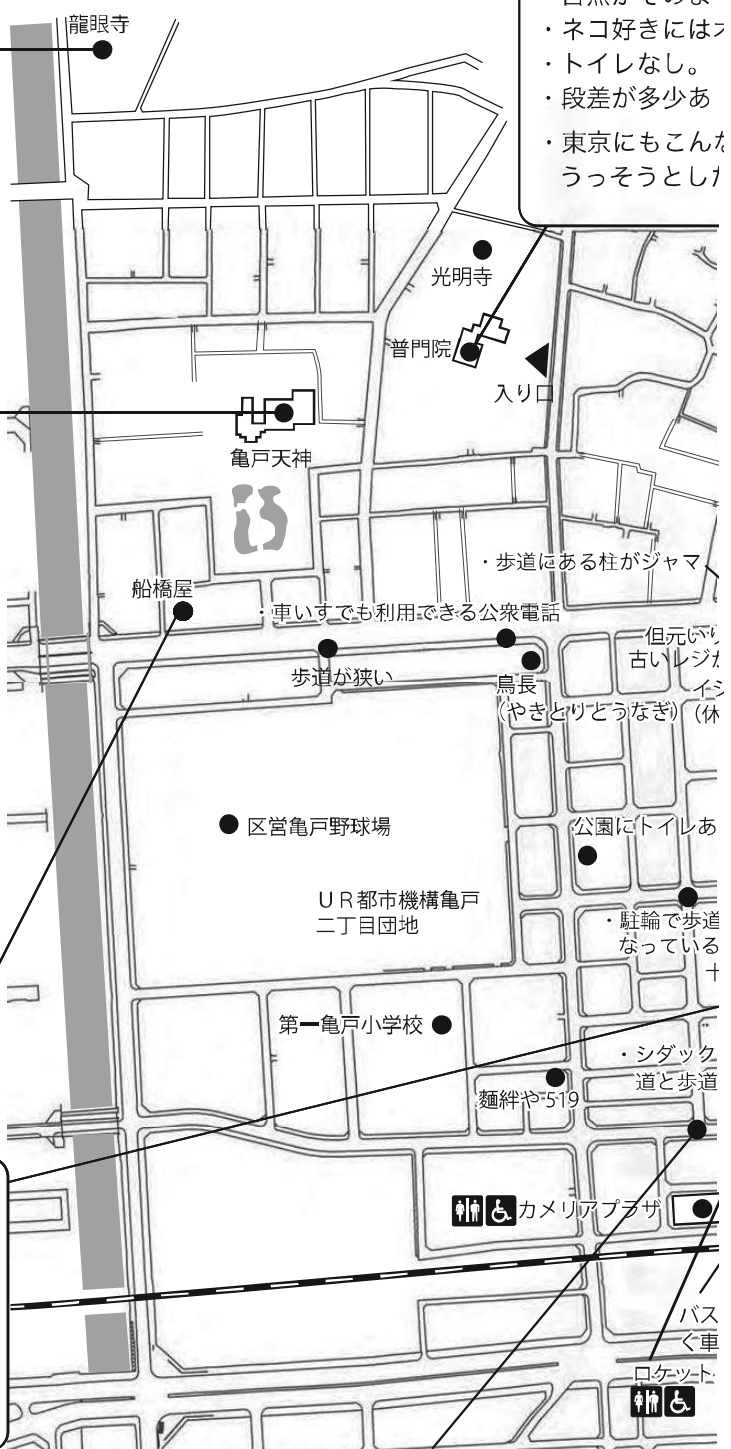 龍眼寺
・ネコ好きには
・トイレなし。
・段差が多少あ
・東京にもこんな
うっそうとした
光明寺
普門院
入り口
亀戸天神
・歩道にある柱がジャマ
船橋屋
・車いすでも利用できる公衆電話
歩道が狭い
鳥長
(やきとりとうなぎ)
但元いり
古いレジが
イシ
(休
区営亀戸野球場
公園にトイレあ
UR都市機構亀戸
二丁目団地
・駐輪で歩道
なっている
第一亀戸小学校
・シダック
道と歩道
麺絆や519
カメリアプラザ
バス
く車
ロケット